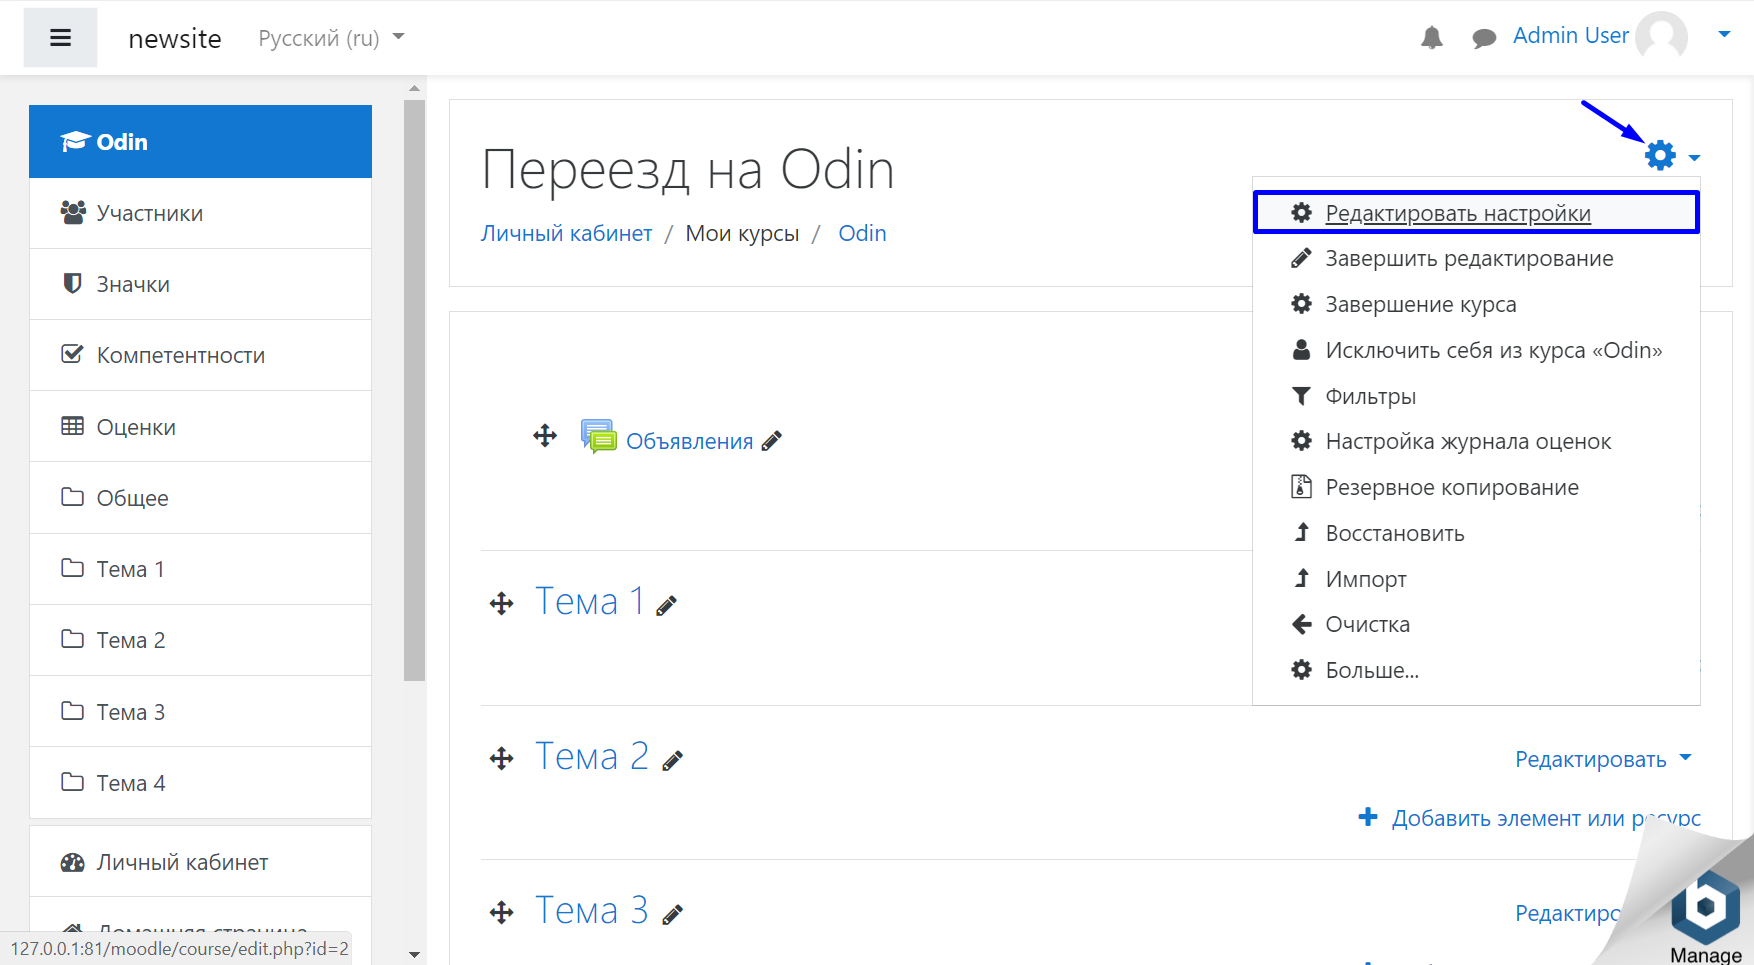 newsite
Русский (ru)
Admin User
Odin
Участники
Значки
Компетентности
Оценки
Общее
Тема 1
Тема 2
Тема 3
Тема 4
Личный кабинет
Домашняя страница
127.0.0.1:81/moodle/course/edit.php?id=2
Переезд на Odin
Личный кабинет / Мои курсы / Odin
Редактировать настройки
Завершить редактирование
Завершение курса
Исключить себя из курса «Odin»
Фильтры
Настройка журнала оценок
Резервное копирование
Восстановить
Импорт
Очистка
Больше...
Объявления
Тема 1
Тема 2
Редактировать
Добавить элемент или ресурс
Тема 3
Редактиро
b
Manage